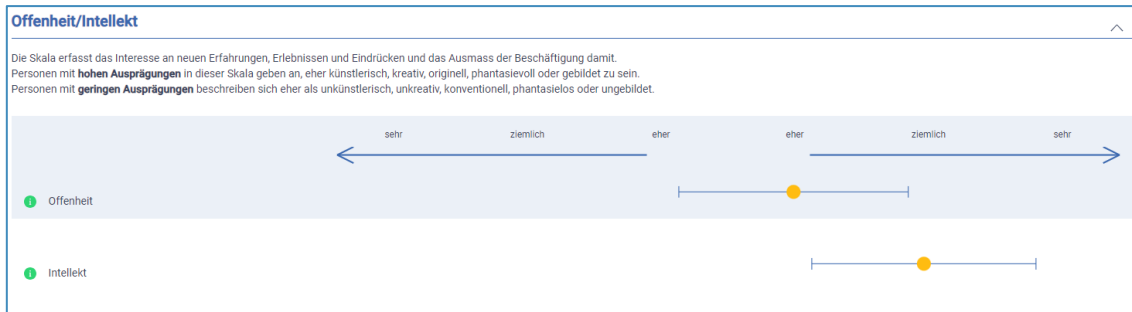 Offenheit/Intellekt
Die Skala erfasst das Interesse an neuen Erfahrungen, Erlebnissen und Eindrücken und das Ausmass der Beschäftigung damit.
Personen mit hohen Ausprägungen in dieser Skala geben an, eher künstlerisch, kreativ, originell, phantasievoll oder gebildet zu sein.
Personen mit geringen Ausprägungen beschreiben sich eher als unkünstlerisch, unkreativ, konventionell, phantasielos oder ungebildet.
sehr ziemlich eher eher ziemlich sehr
i Offenheit
i Intellekt